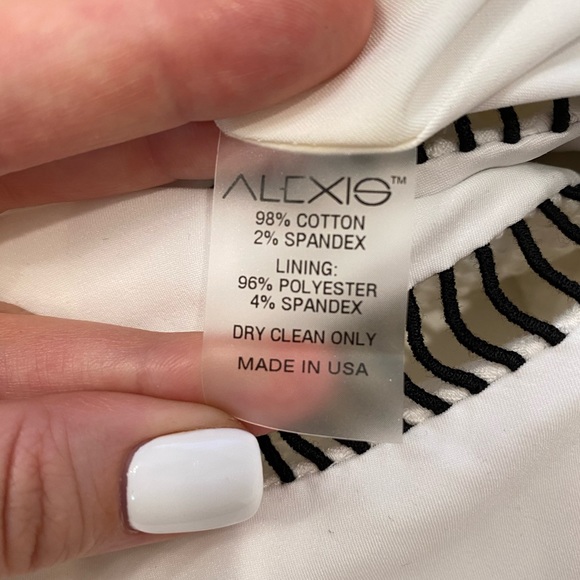 ALEXIS™
98% COTTON
2% SPANDEX
LINING:
96% POLYESTER
4% SPANDEX
DRY CLEAN ONLY
MADE IN USA